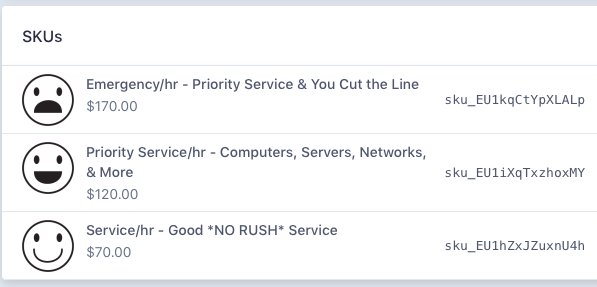 SKUs
Emergency/hr - Priority Service & You Cut the Line
$170.00
sku_EU1kqCtYpXLALp
Priority Service/hr - Computers, Servers, Networks,
& More
$120.00
sku_EU1iXqTxzhoxMY
Service/hr - Good *NO RUSH* Service
$70.00
sku_EU1hZxJZuxnU4h